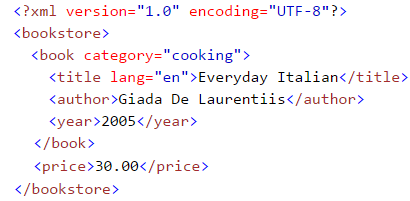 <?xml version="1.0" encoding="UTF-8"?>
<bookstore>
<book category="cooking">
<title lang="en">Everyday Italian</title>
<author>Giada De Laurentiis</author>
<year>2005</year>
</book>
<price>30.00</price>
</bookstore>